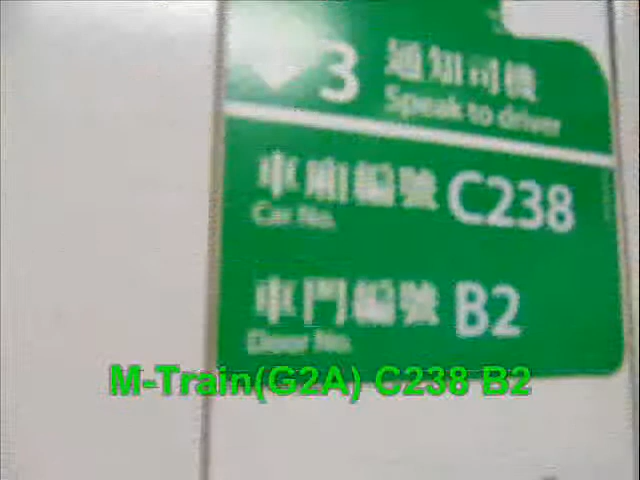 3 通知司機
Speak to driver
車廂編號 C238
Car No.
車門編號 B2
Door No.
M-Train(G2A) C238 B2